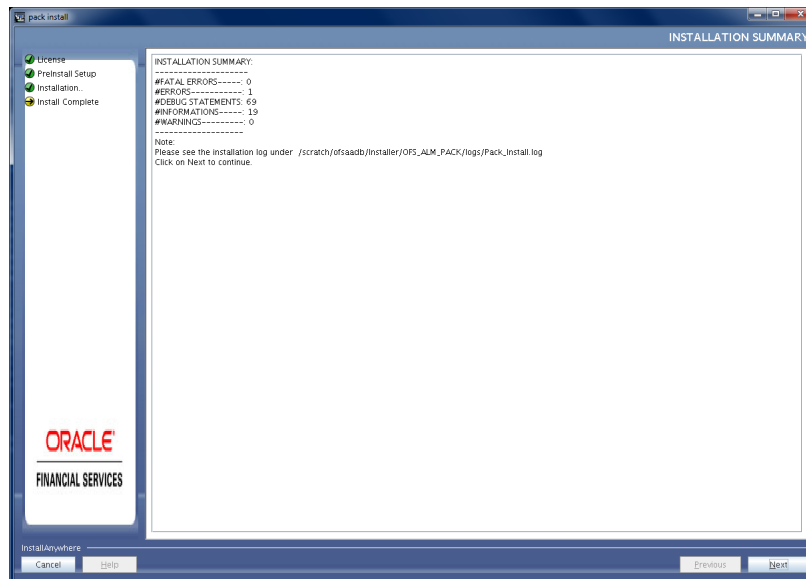 pack install
INSTALLATION SUMMARY
License
PreInstall Setup
Installation..
Install Complete
INSTALLATION SUMMARY:
-------------------
#FATAL ERRORS-----: 0
#ERRORS-----------: 1
#DEBUG STATEMENTS: 69
#INFORMATIONS-----: 19
#WARNINGS---------: 0
------------------
Note:
Please see the installation log under /scratch/ofsaadb/Installer/OFS_ALM_PACK/logs/Pack_Install.log
Click on Next to continue.
ORACLE
FINANCIAL SERVICES
InstallAnywhere
Cancel
Help
Previous
Next